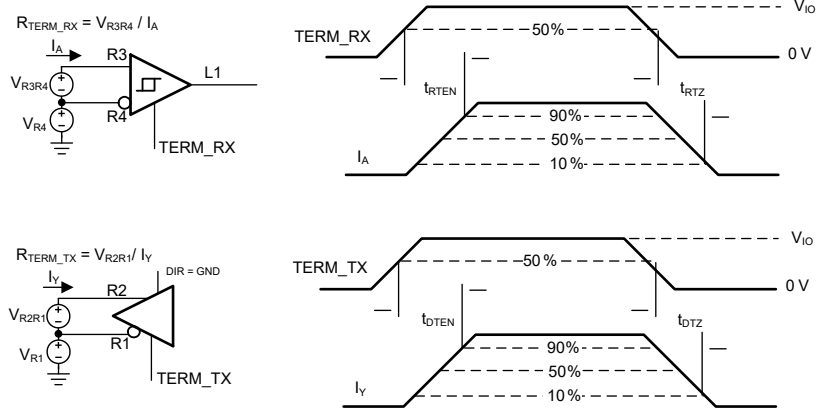 R_TERM_RX = V_R3R4 / I_A
I_A
R3
V_R3R4
L1
R4
V_R4
TERM_RX
TERM_RX
50%
V_IO
0 V
t_RTEN
t_RTZ
90%
50%
10%
I_A
R_TERM_TX = V_R2R1/ I_Y
I_Y
DIR = GND
R2
V_R2R1
R1
V_R1
TERM_TX
TERM_TX
50%
V_IO
0 V
t_DTEN
t_DTZ
90%
50%
10%
I_Y